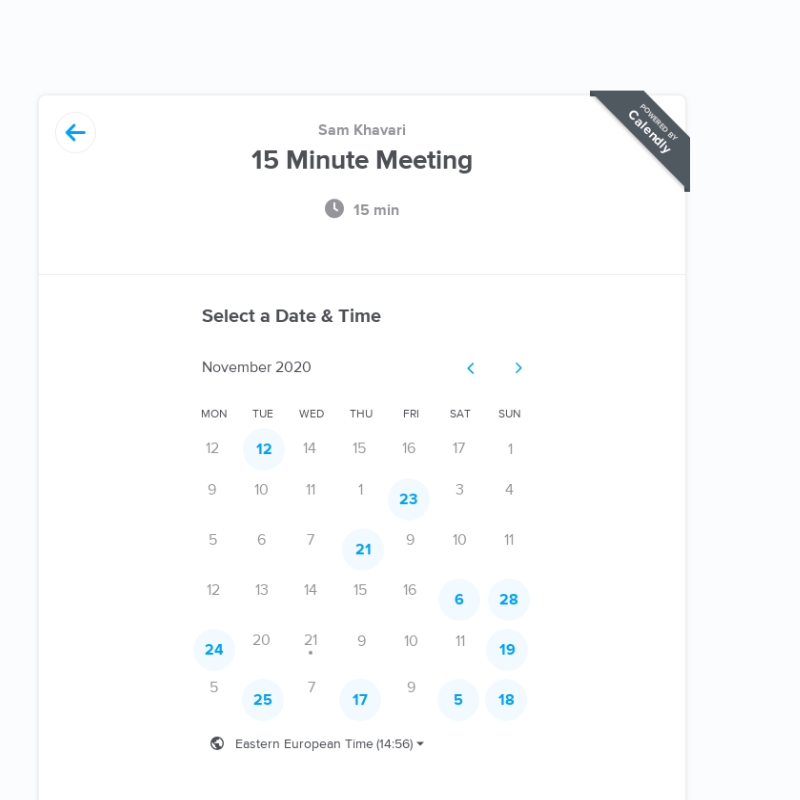 POWERED BY
Calendly
Sam Khavari
15 Minute Meeting
15 min
Select a Date & Time
November 2020
MON TUE WED THU FRI SAT SUN
12 12 14 15 16 17 1
9 10 11 1 23 3 4
5 6 7 21 9 10 11
12 13 14 15 16 6 28
24 20 21 9 10 11 19
5 25 7 17 9 5 18
Eastern European Time (14:56)